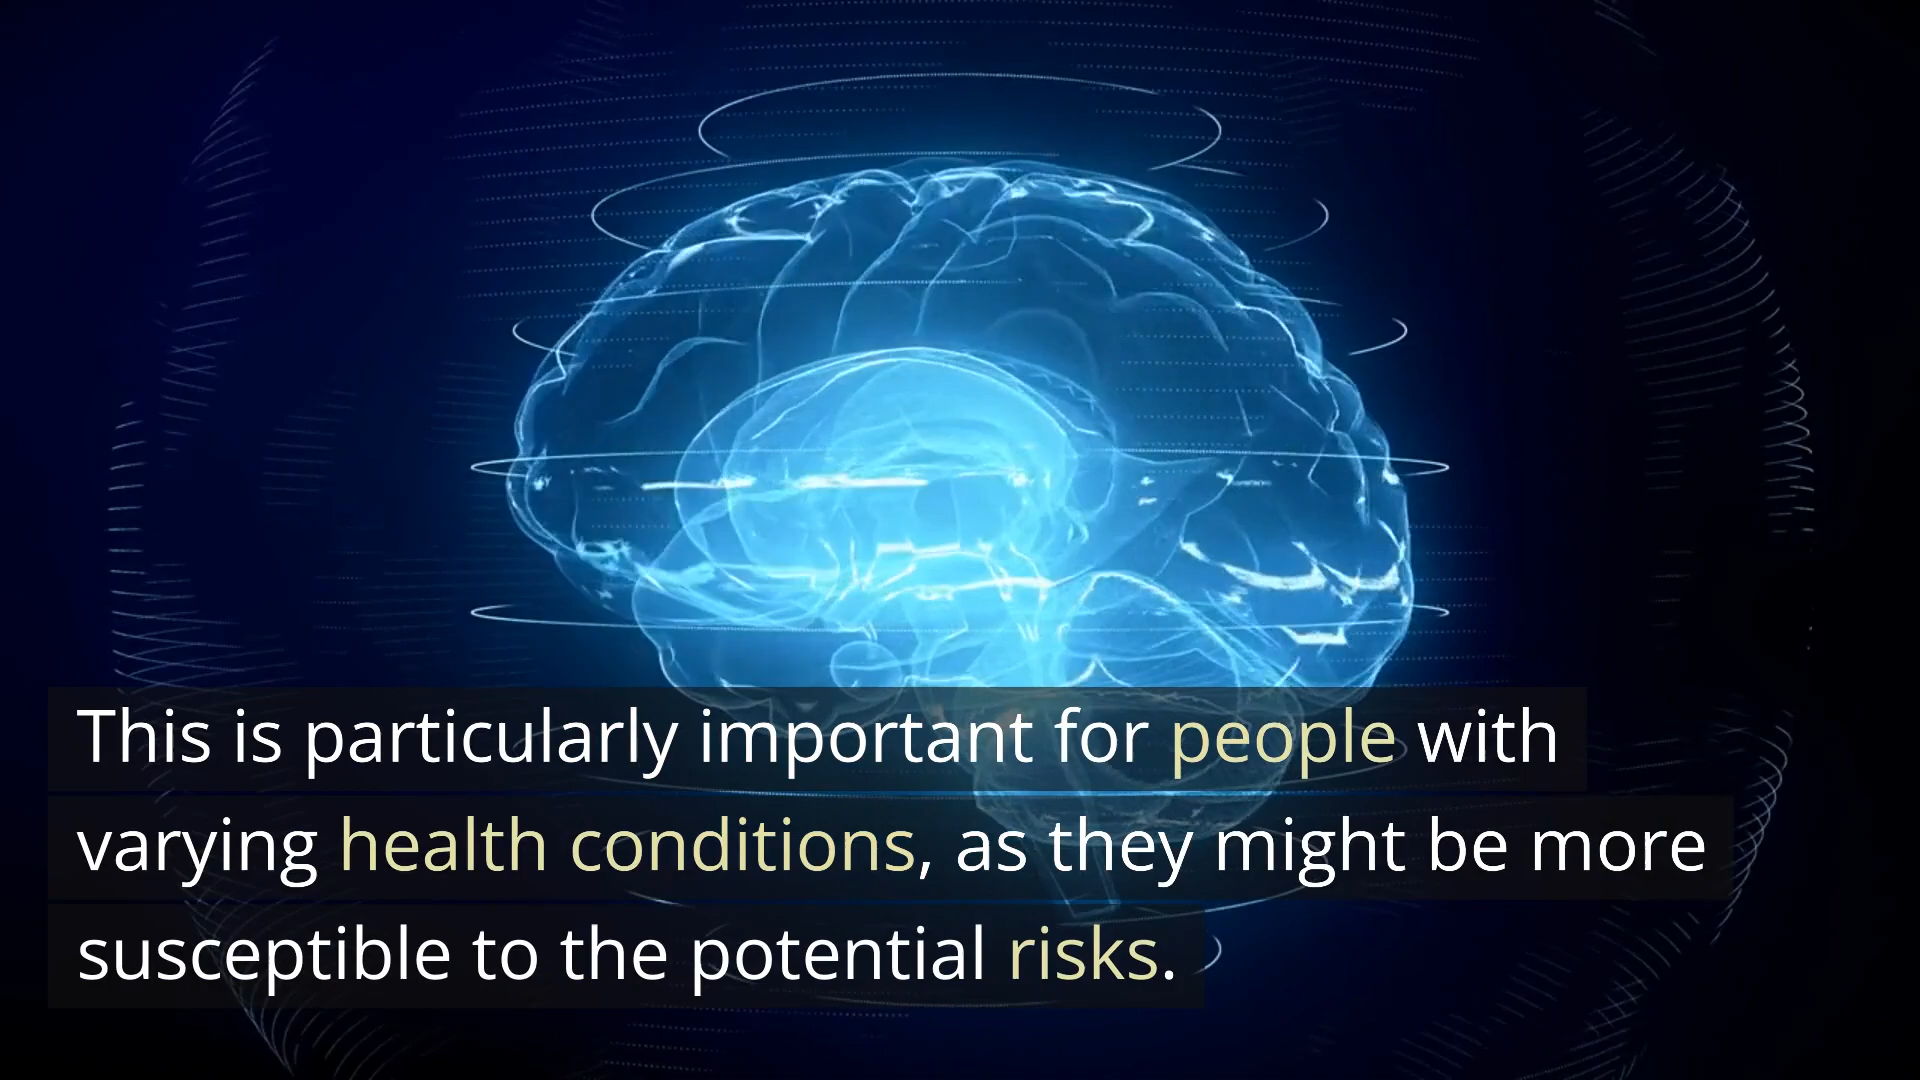 This is particularly important for people with
varying health conditions, as they might be more
susceptible to the potential risks.